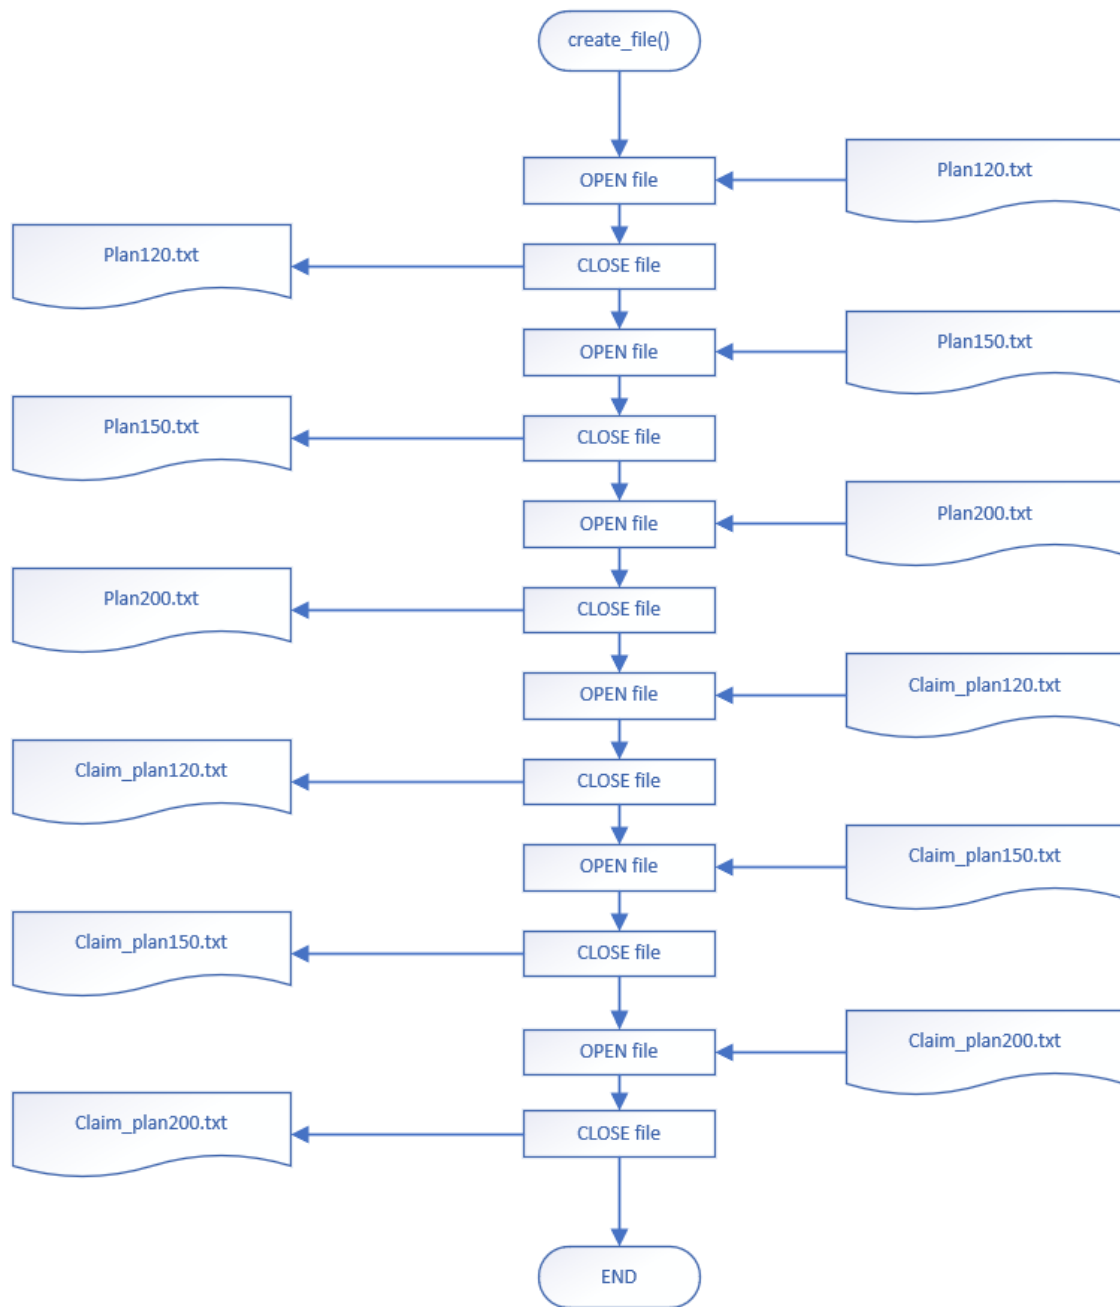 create_file()
OPEN file
Plan120.txt
Plan120.txt
CLOSE file
OPEN file
Plan150.txt
Plan150.txt
CLOSE file
OPEN file
Plan200.txt
Plan200.txt
CLOSE file
OPEN file
Claim_plan120.txt
Claim_plan120.txt
CLOSE file
OPEN file
Claim_plan150.txt
Claim_plan150.txt
CLOSE file
OPEN file
Claim_plan200.txt
Claim_plan200.txt
CLOSE file
END